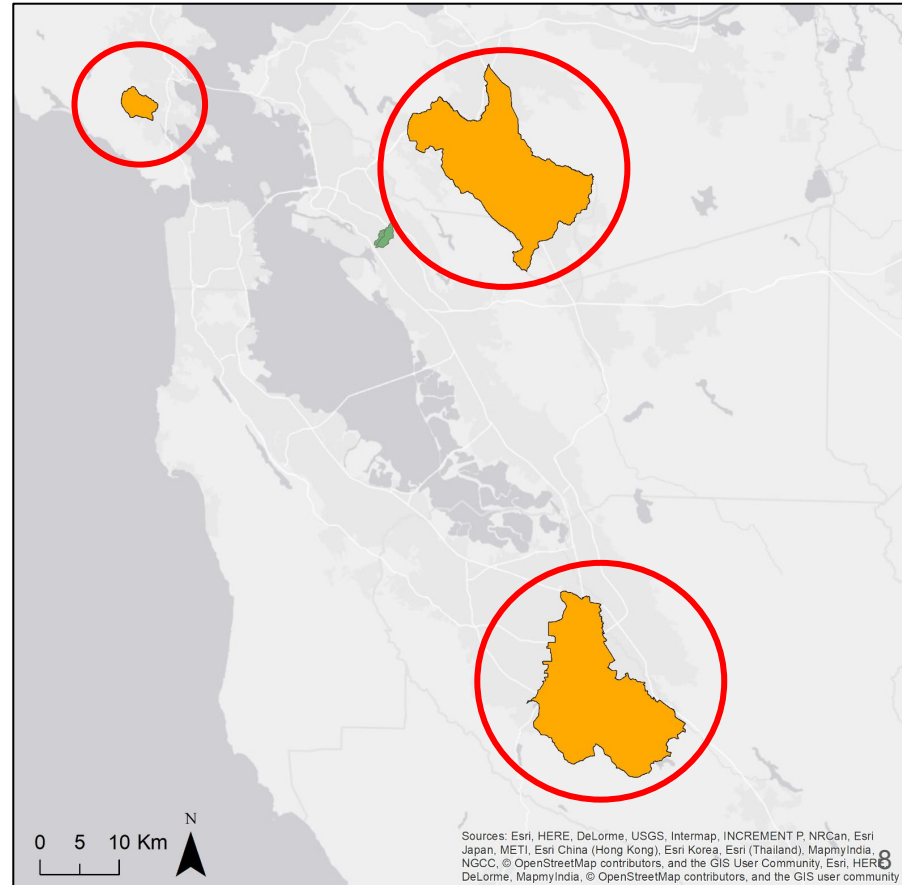 N
0 5 10 Km
Sources: Esri, HERE, DeLorme, USGS, Intermap, INCREMENT P, NRCan, Esri
Japan, METI, Esri China (Hong Kong), Esri Korea, Esri (Thailand), MapmyIndia,
NGCC, © OpenStreetMap contributors, and the GIS User Community, Esri, HERE,
DeLorme, MapmyIndia, © OpenStreetMap contributors, and the GIS user community
8